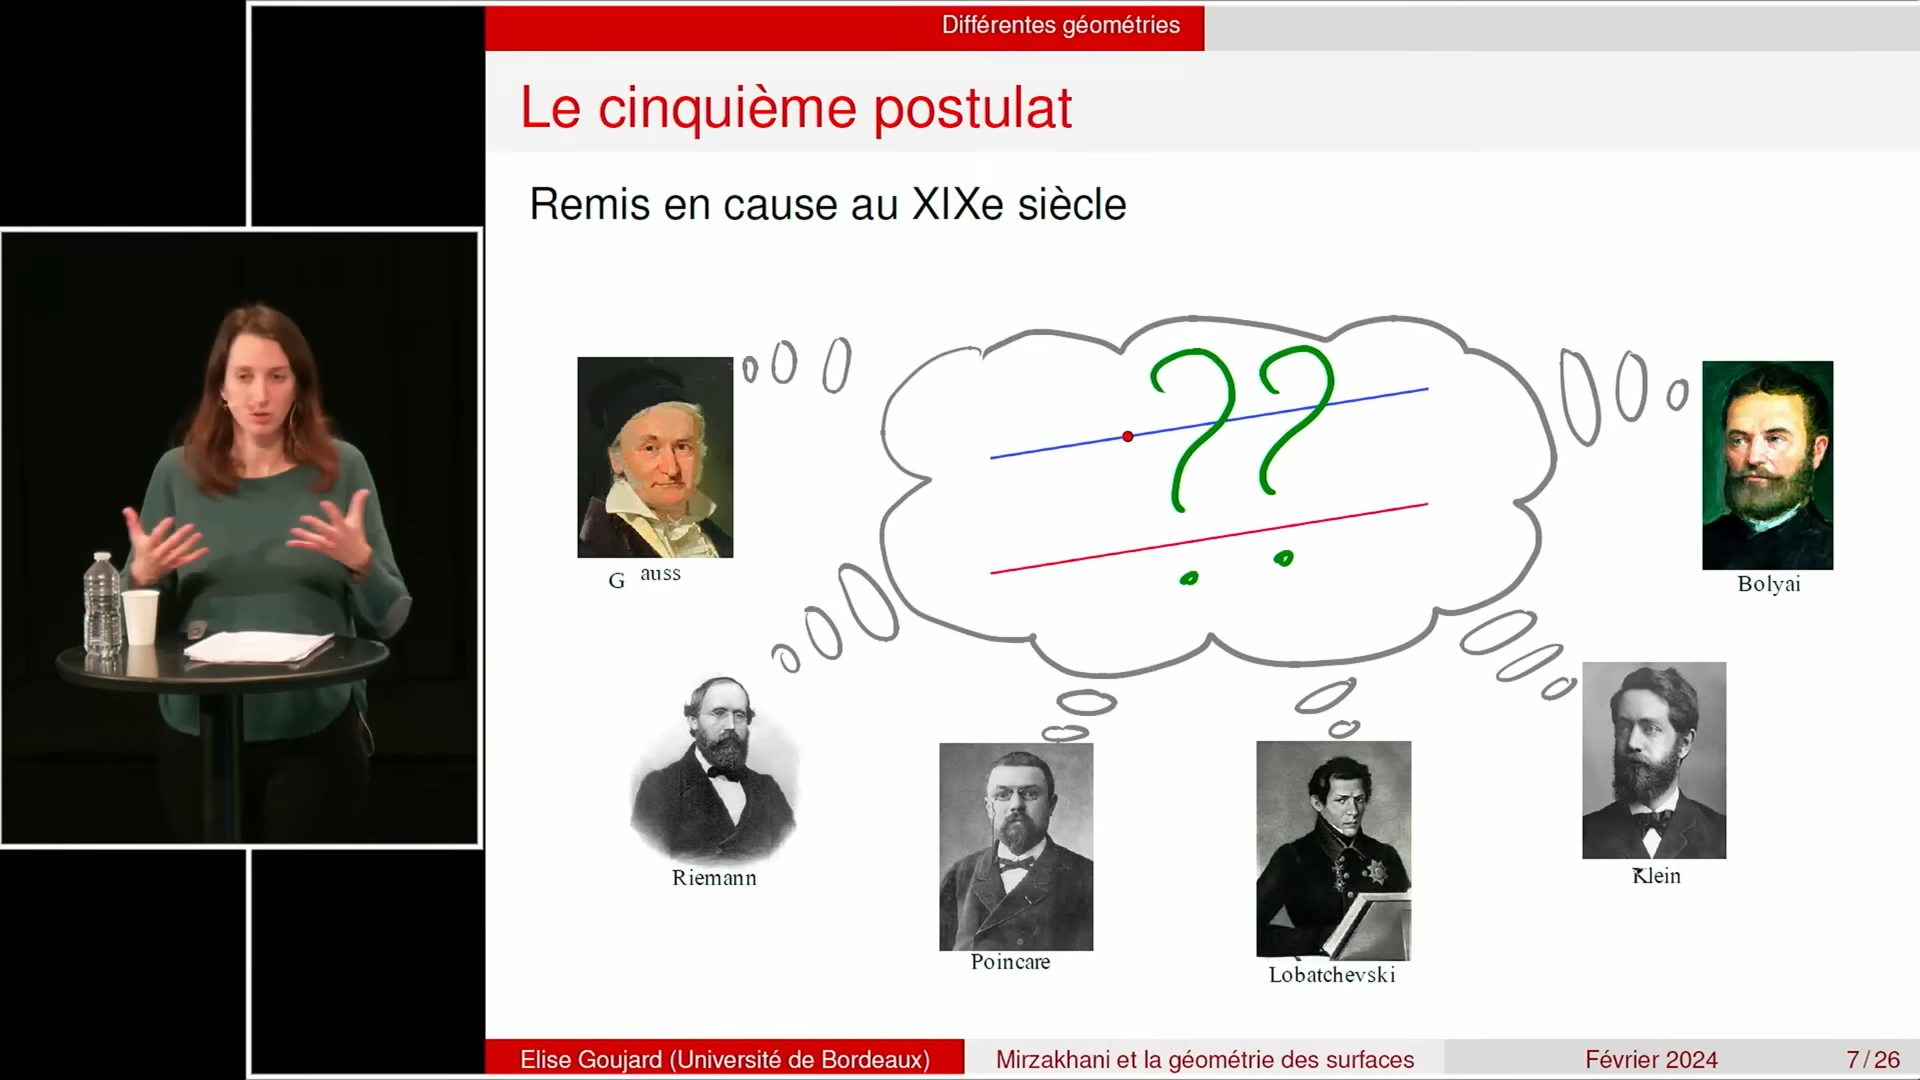 Différentes géométries
Le cinquième postulat
Remis en cause au XIXe siècle
??
G auss
Bolyai
Riemann
Poincare
Lobatchevski
Klein
Elise Goujard (Université de Bordeaux) Mirzakhani et la géométrie des surfaces Février 2024 7 / 26